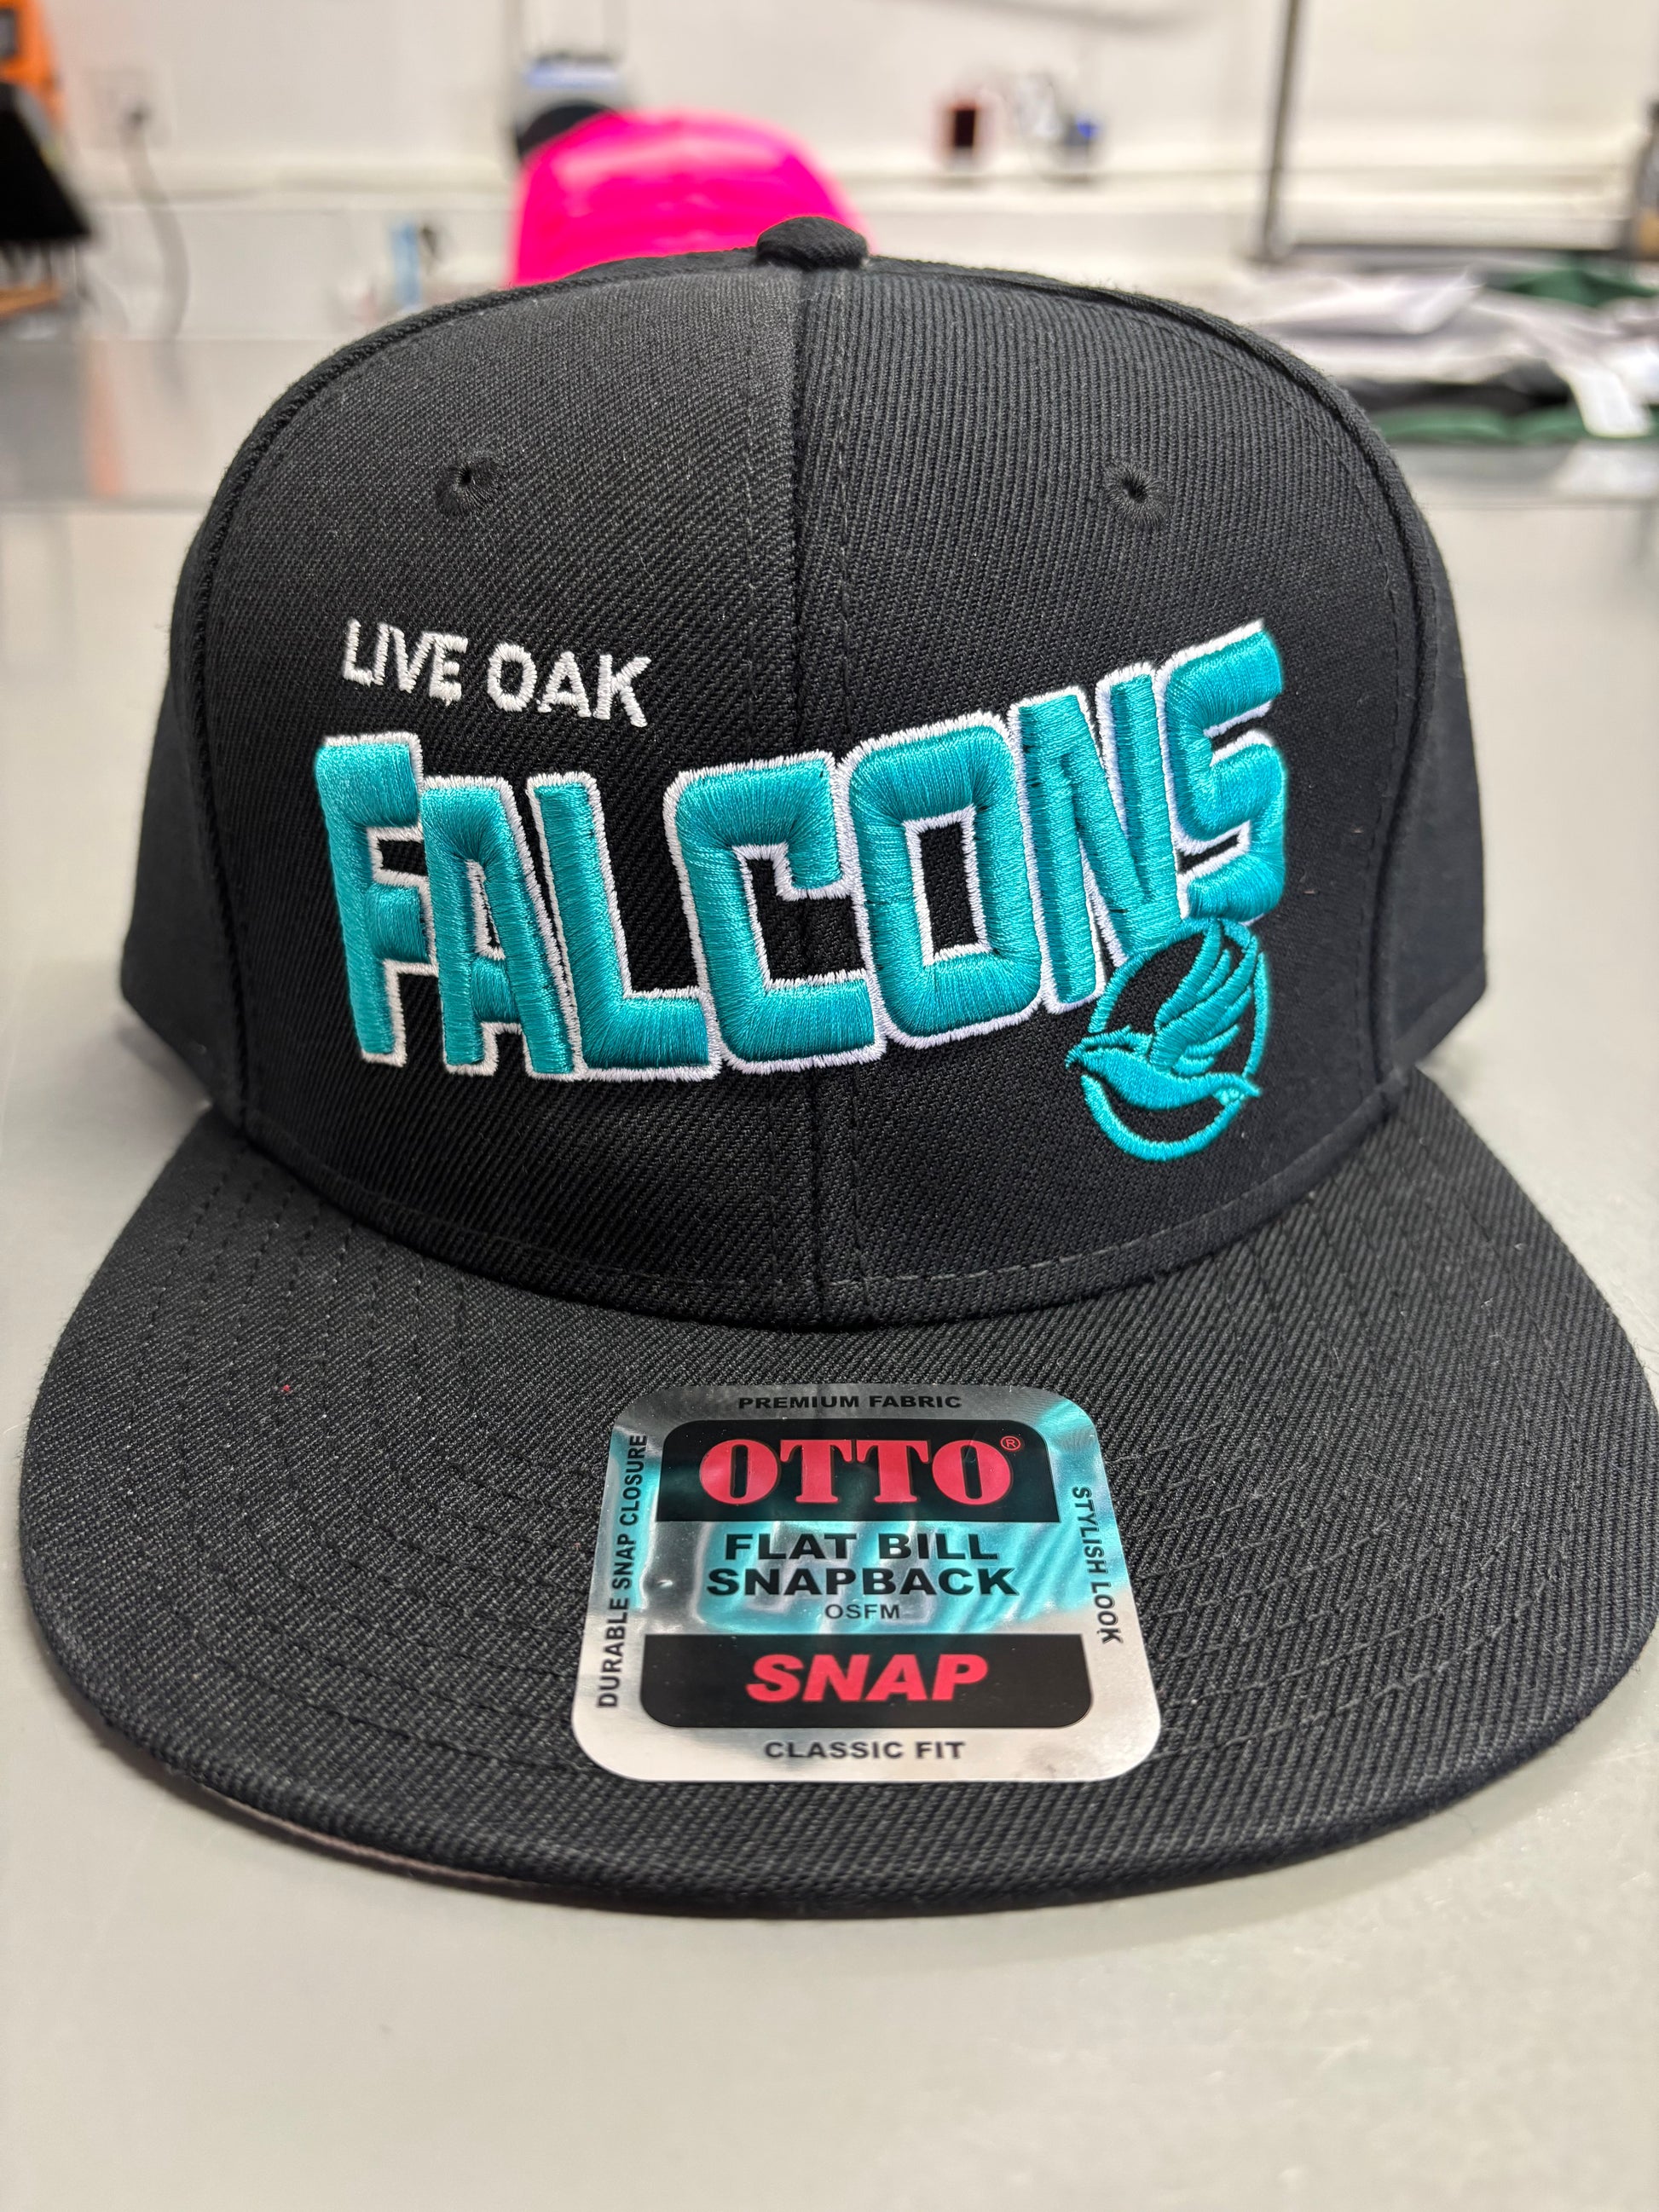 LIVE OAK
FALCONS
PREMIUM FABRIC
OTTO®
DURABLE SNAP CLOSURE
STYLISH LOOK
FLAT BILL
SNAPBACK
OSFM
SNAP
CLASSIC FIT